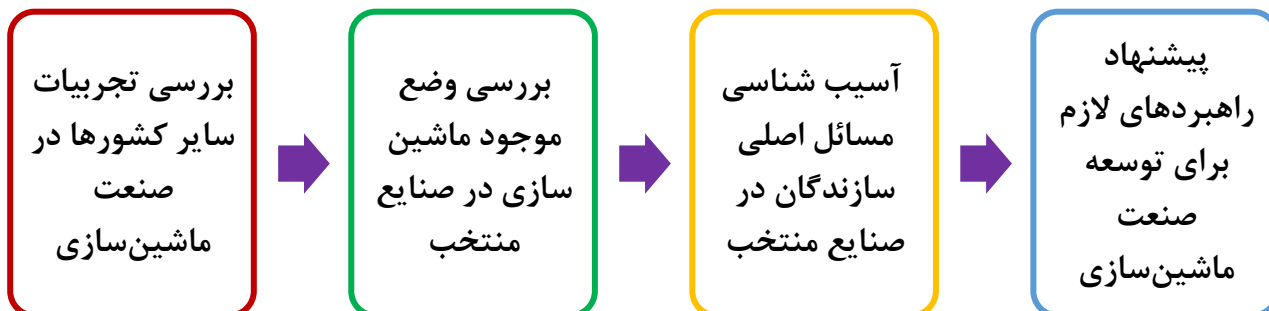 بررسی تجربیات
سایر کشورها در
صنعت
ماشین‌سازی
بررسی وضع
موجود ماشین
سازی در صنایع
منتخب
آسیب شناسی
مسائل اصلی
سازندگان در
صنایع منتخب
پیشنهاد
راهبردهای لازم
برای توسعه
صنعت
ماشین‌سازی